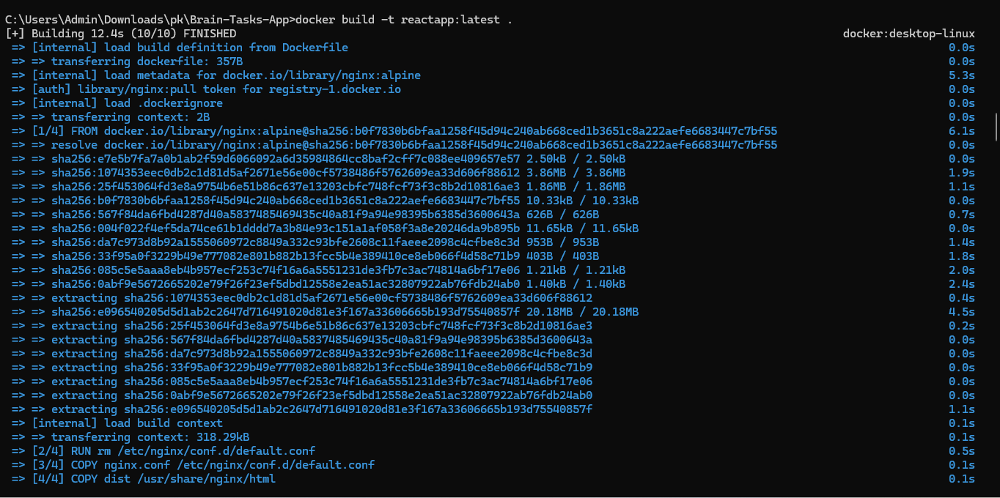 C:\Users\Admin\Downloads\pk\Brain-Tasks-App>docker build -t reactapp:latest .
[+] Building 12.4s (10/10) FINISHED docker:desktop-linux
=> [internal] load build definition from Dockerfile 0.0s
=> => transferring dockerfile: 357B 0.0s
=> [internal] load metadata for docker.io/library/nginx:alpine 5.3s
=> [auth] library/nginx:pull token for registry-1.docker.io 0.0s
=> [internal] load .dockerignore 0.0s
=> => transferring context: 2B 0.0s
=> [1/4] FROM docker.io/library/nginx:alpine@sha256:b0f7830b6bfaa1258f45d94c240ab668ced1b3651c8a222aefe6683447c7bf55 6.1s
=> => resolve docker.io/library/nginx:alpine@sha256:b0f7830b6bfaa1258f45d94c240ab668ced1b3651c8a222aefe6683447c7bf55 0.0s
=> => sha256:e7e5b7fa7a0b1ab2f59d6066092a6d35984864cc8baf2cff7c088ee409657e57 2.50kB / 2.50kB 0.0s
=> => sha256:1074353eec0db2c1d81d5af2671e56e00cf5738486f5762609ea33d606f88612 3.86MB / 3.86MB 1.9s
=> => sha256:25f453064fd3e8a9754b6e51b86c637e13203cbfc748fcf73f3c8b2d10816ae3 1.86MB / 1.86MB 1.1s
=> => sha256:b0f7830b6bfaa1258f45d94c240ab668ced1b3651c8a222aefe6683447c7bf55 10.33kB / 10.33kB 0.0s
=> => sha256:567f84da6fbd4287d40a5837485469435c40a81f9a94e98395b6385d3600643a 626B / 626B 0.7s
=> => sha256:004f022f4ef5da74ce61b1dddd7a3b84e93c151a1af058f3a8e20246da9b895b 11.65kB / 11.65kB 0.0s
=> => sha256:da7c973d8b92a1555060972c8849a332c93bfe2608c11faeee2098c4cfbe8c3d 953B / 953B 1.4s
=> => sha256:33f95a0f3229b49e777082e801b882b13fcc5b4e389410ce8eb066f4d58c71b9 403B / 403B 1.8s
=> => sha256:085c5e5aaa8eb4b957ecf253c74f16a6a5551231de3fb7c3ac74814a6bf17e06 1.21kB / 1.21kB 2.0s
=> => sha256:0abf9e5672665202e79f26f23ef5dbd12558e2ea51ac32807922ab76fdb24ab0 1.40kB / 1.40kB 2.4s
=> => extracting sha256:1074353eec0db2c1d81d5af2671e56e00cf5738486f5762609ea33d606f88612 0.4s
=> => sha256:e096540205d5d1ab2c2647d716491020d81e3f167a33606665b193d75540857f 20.18MB / 20.18MB 4.5s
=> => extracting sha256:25f453064fd3e8a9754b6e51b86c637e13203cbfc748fcf73f3c8b2d10816ae3 0.2s
=> => extracting sha256:567f84da6fbd4287d40a5837485469435c40a81f9a94e98395b6385d3600643a 0.0s
=> => extracting sha256:da7c973d8b92a1555060972c8849a332c93bfe2608c11faeee2098c4cfbe8c3d 0.0s
=> => extracting sha256:33f95a0f3229b49e777082e801b882b13fcc5b4e389410ce8eb066f4d58c71b9 0.0s
=> => extracting sha256:085c5e5aaa8eb4b957ecf253c74f16a6a5551231de3fb7c3ac74814a6bf17e06 0.0s
=> => extracting sha256:0abf9e5672665202e79f26f23ef5dbd12558e2ea51ac32807922ab76fdb24ab0 0.0s
=> => extracting sha256:e096540205d5d1ab2c2647d716491020d81e3f167a33606665b193d75540857f 1.1s
=> [internal] load build context 0.1s
=> => transferring context: 318.29kB 0.1s
=> [2/4] RUN rm /etc/nginx/conf.d/default.conf 0.5s
=> [3/4] COPY nginx.conf /etc/nginx/conf.d/default.conf 0.1s
=> [4/4] COPY dist /usr/share/nginx/html 0.1s